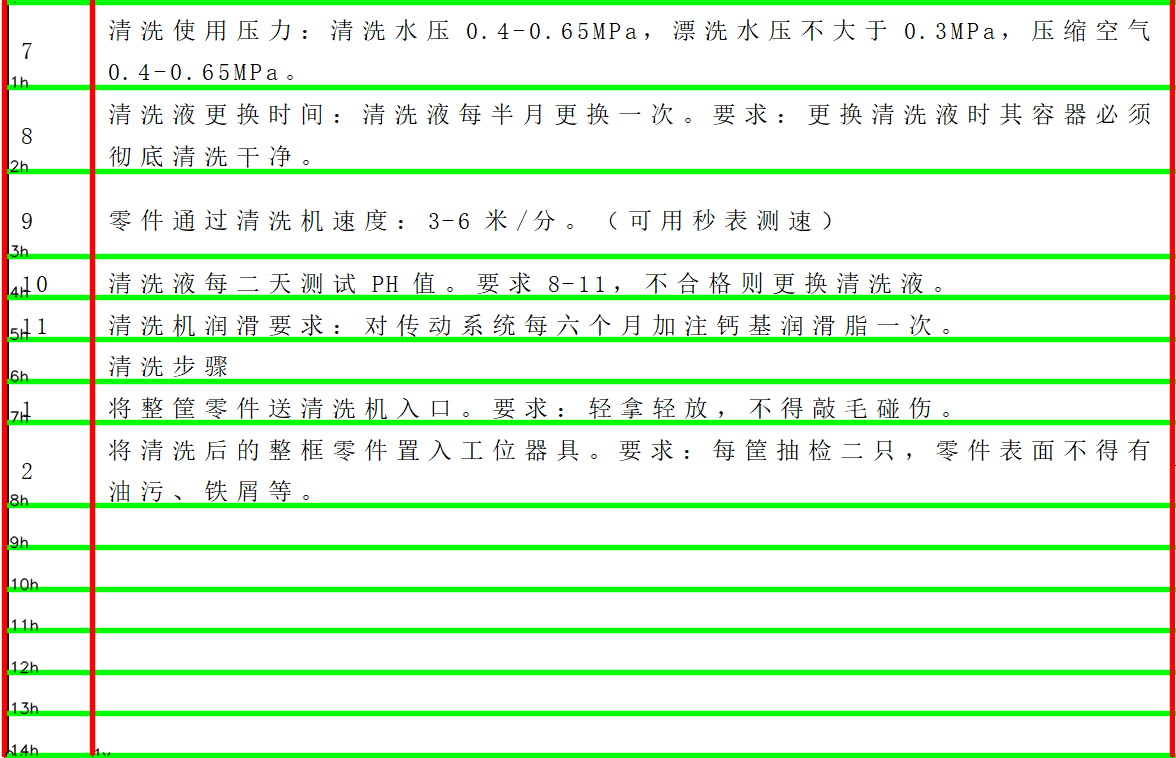 清洗使用压力：清洗水压 0.4-0.65MPa，漂洗水压不大于 0.3MPa，压缩空气
7
0.4-0.65MPa。
1h
清洗液更换时间：清洗液每半月更换一次。要求：更换清洗液时其容器必须
8
彻底清洗干净。
2h
9 零件通过清洗机速度：3-6 米/分。（可用秒表测速）
3h
10 清洗液每二天测试 PH 值。要求 8-11，不合格则更换清洗液。
4h
11 清洗机润滑要求：对传动系统每六个月加注钙基润滑脂一次。
5h
清洗步骤
6h
1 将整筐零件送清洗机入口。要求：轻拿轻放，不得敲毛碰伤。
7h
将清洗后的整框零件置入工位器具。要求：每筐抽检二只，零件表面不得有
2
油污、铁屑等。
8h
9h
10h
11h
12h
13h
14h
1v